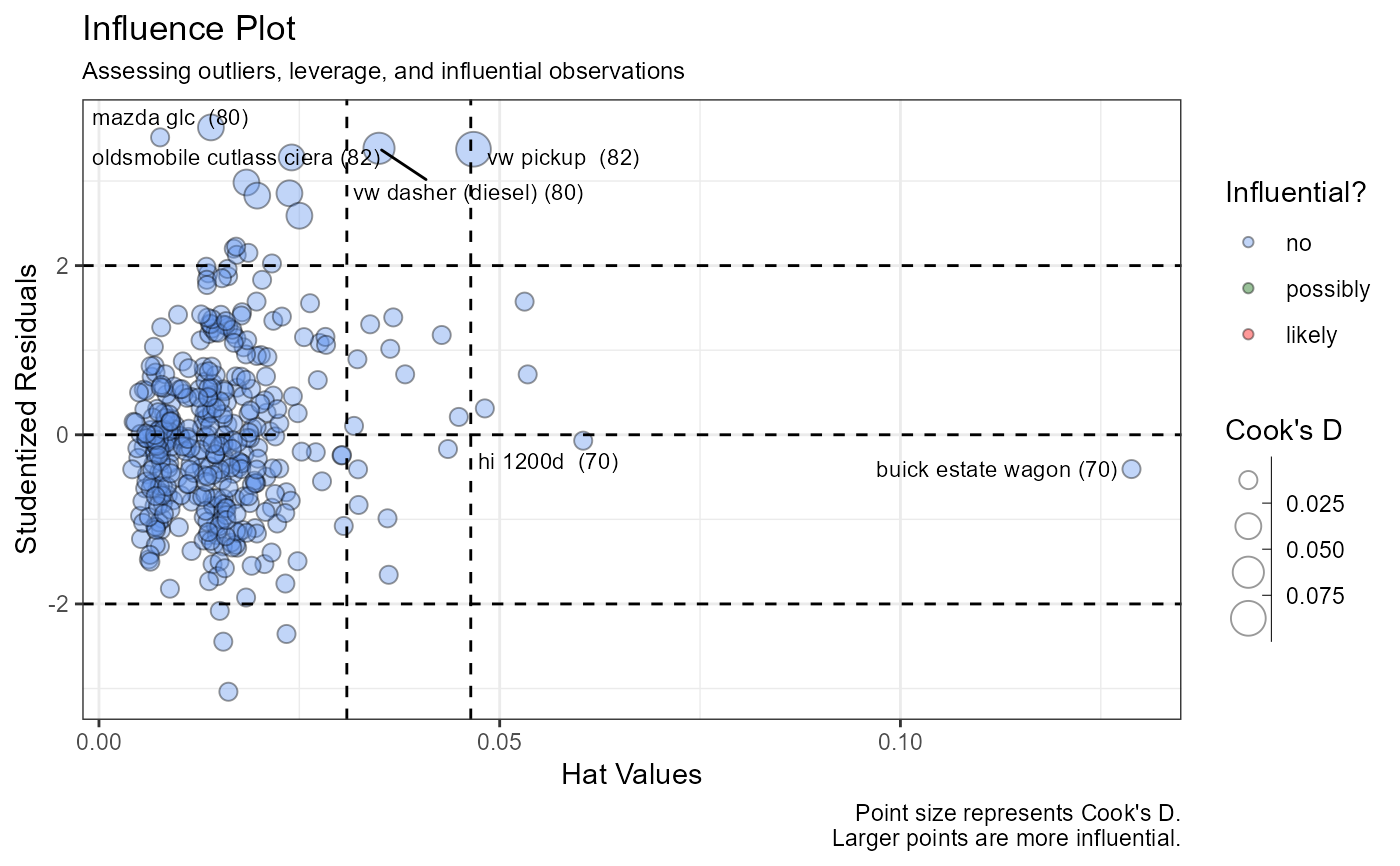 Influence Plot
Assessing outliers, leverage, and influential observations
mazda glc  (80)
oldsmobile cutlass ciera (82)
vw pickup  (82)
vw dasher (diesel) (80)
hi 1200d  (70)
buick estate wagon (70)
2
0
-2
Studentized Residuals
0.00
0.05
0.10
Hat Values
Influential?
no
possibly
likely
Cook's D
0.025
0.050
0.075
Point size represents Cook's D.
Larger points are more influential.